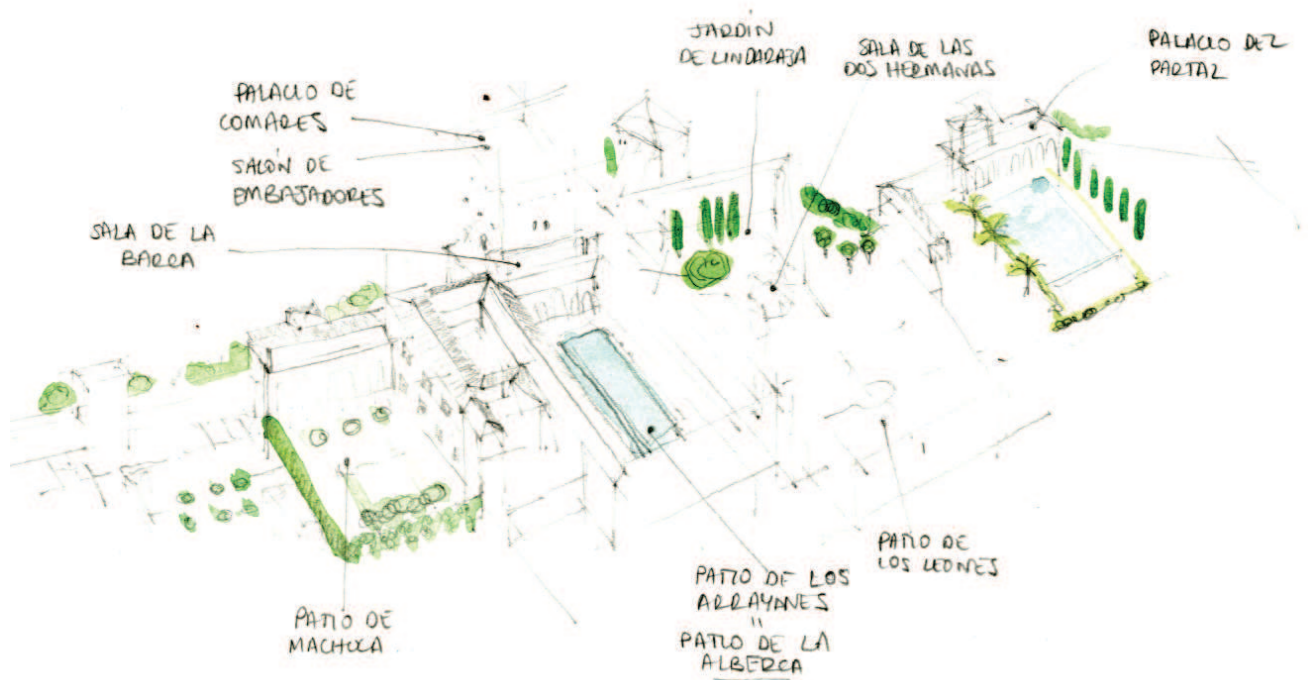 JARDÍN
DE LINDARAJA
SALA DE LAS
DOS HERMANAS
PALACIO DEL
PARTAL
PALACIO DE
COMARES
SALÓN DE
EMBAJADORES
SALA DE LA
BARCA
PATIO DE
LOS LEONES
PATIO DE LOS
ARRAYANES
"
PATIO DE LA
ALBERCA
PATIO DE
MACHUCA